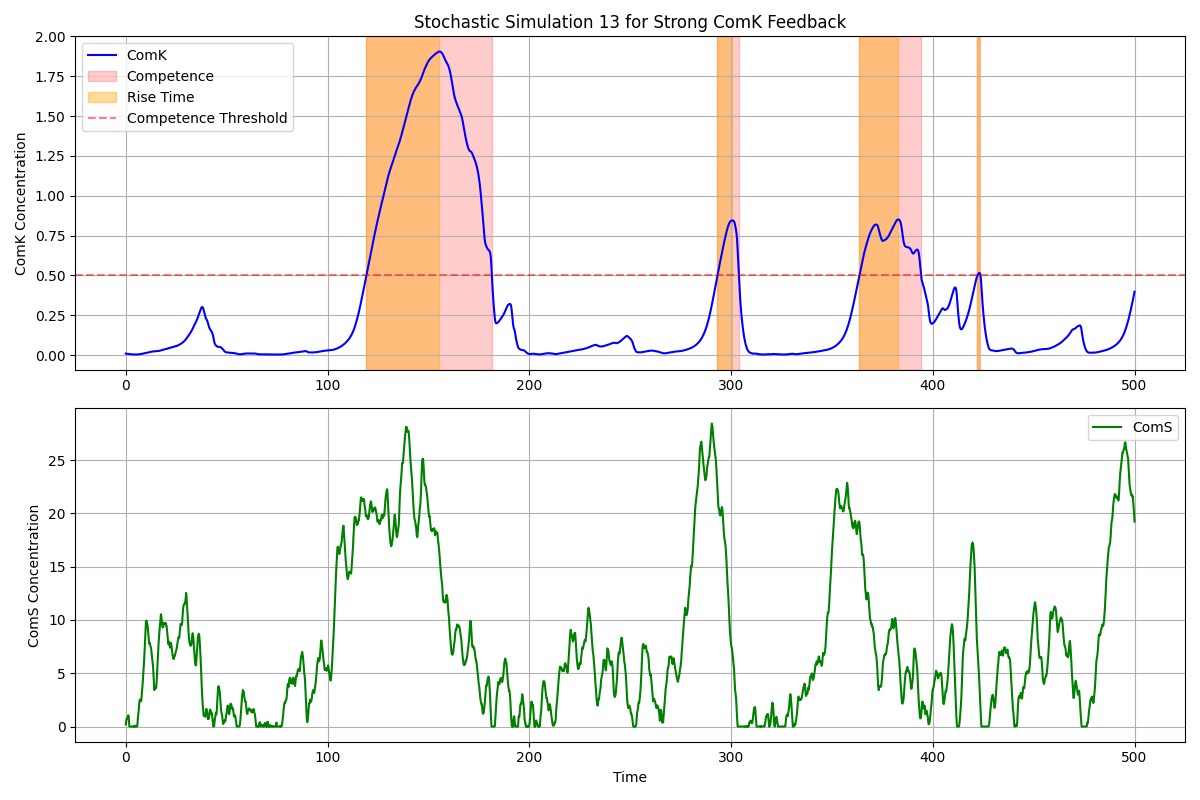 Stochastic Simulation 13 for Strong ComK Feedback
ComK Concentration
2.00
1.75
1.50
1.25
1.00
0.75
0.50
0.25
0.00
ComK
Competence
Rise Time
Competence Threshold
0 100 200 300 400 500
ComS Concentration
25
20
15
10
5
0
ComS
0 100 200 300 400 500
Time